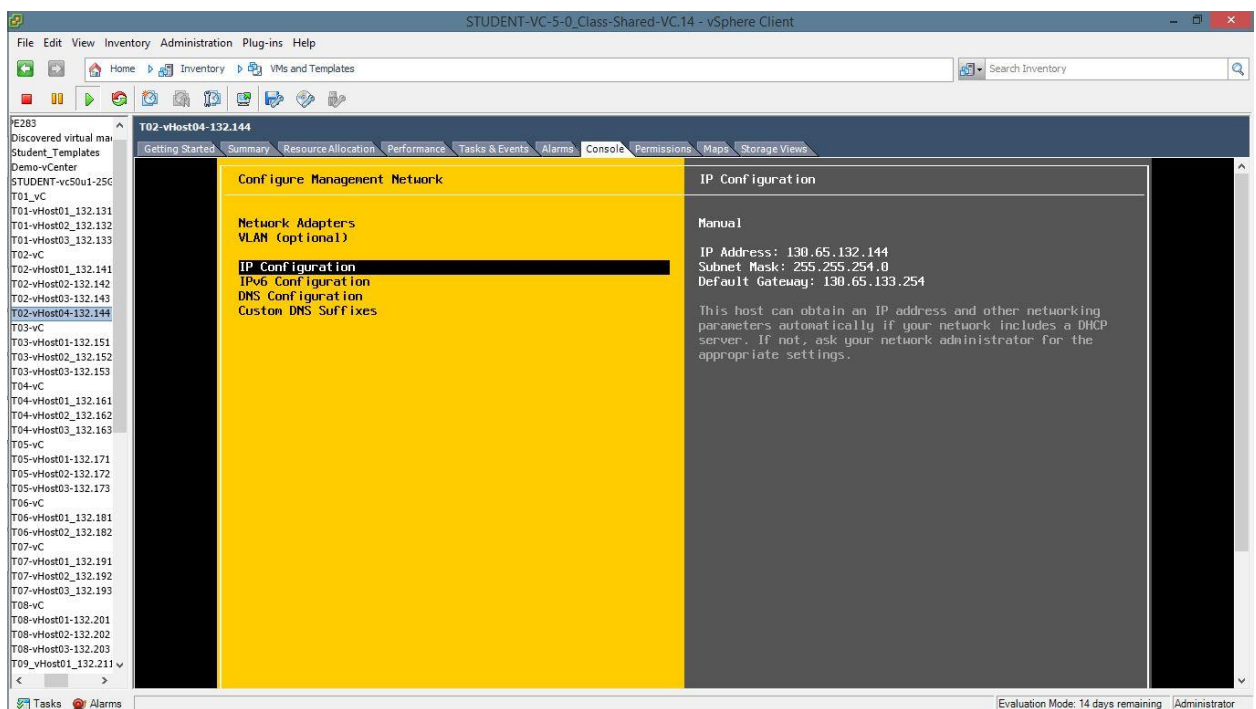 STUDENT-VC-5-0_Class-Shared-VC.14 - vSphere Client
File Edit View Inventory Administration Plug-ins Help
Home Inventory VMs and Templates Search Inventory
T02-vHost04-132.144
Getting Started Summary Resource Allocation Performance Tasks & Events Alarms Console Permissions Maps Storage Views
E283
Discovered virtual mac
Student_Templates
Demo-vCenter
STUDENT-vc50u1-25G
T01_vC
T01-vHost01_132.131
T01-vHost02_132.132
T01-vHost03_132.133
T02-vC
T02-vHost01_132.141
T02-vHost02-132.142
T02-vHost03-132.143
T02-vHost04-132.144
T03-vC
T03-vHost01-132.151
T03-vHost02_132.152
T03-vHost03-132.153
T04-vC
T04-vHost01_132.161
T04-vHost02_132.162
T04-vHost03_132.163
T05-vC
T05-vHost01-132.171
T05-vHost02-132.172
T05-vHost03-132.173
T06-vC
T06-vHost01_132.181
T06-vHost02_132.182
T07-vC
T07-vHost01_132.191
T07-vHost02_132.192
T07-vHost03_132.193
T08-vC
T08-vHost01-132.201
T08-vHost02-132.202
T08-vHost03-132.203
T09_vHost01_132.211
Configure Management Network
Network Adapters
VLAN (optional)
IP Configuration
IPv6 Configuration
DNS Configuration
Custom DNS Suffixes
IP Configuration
Manual
IP Address: 130.65.132.144
Subnet Mask: 255.255.254.0
Default Gateway: 130.65.133.254
This host can obtain an IP address and other networking
parameters automatically if your network includes a DHCP
server. If not, ask your network administrator for the
appropriate settings.
Tasks Alarms Evaluation Mode: 14 days remaining Administrator